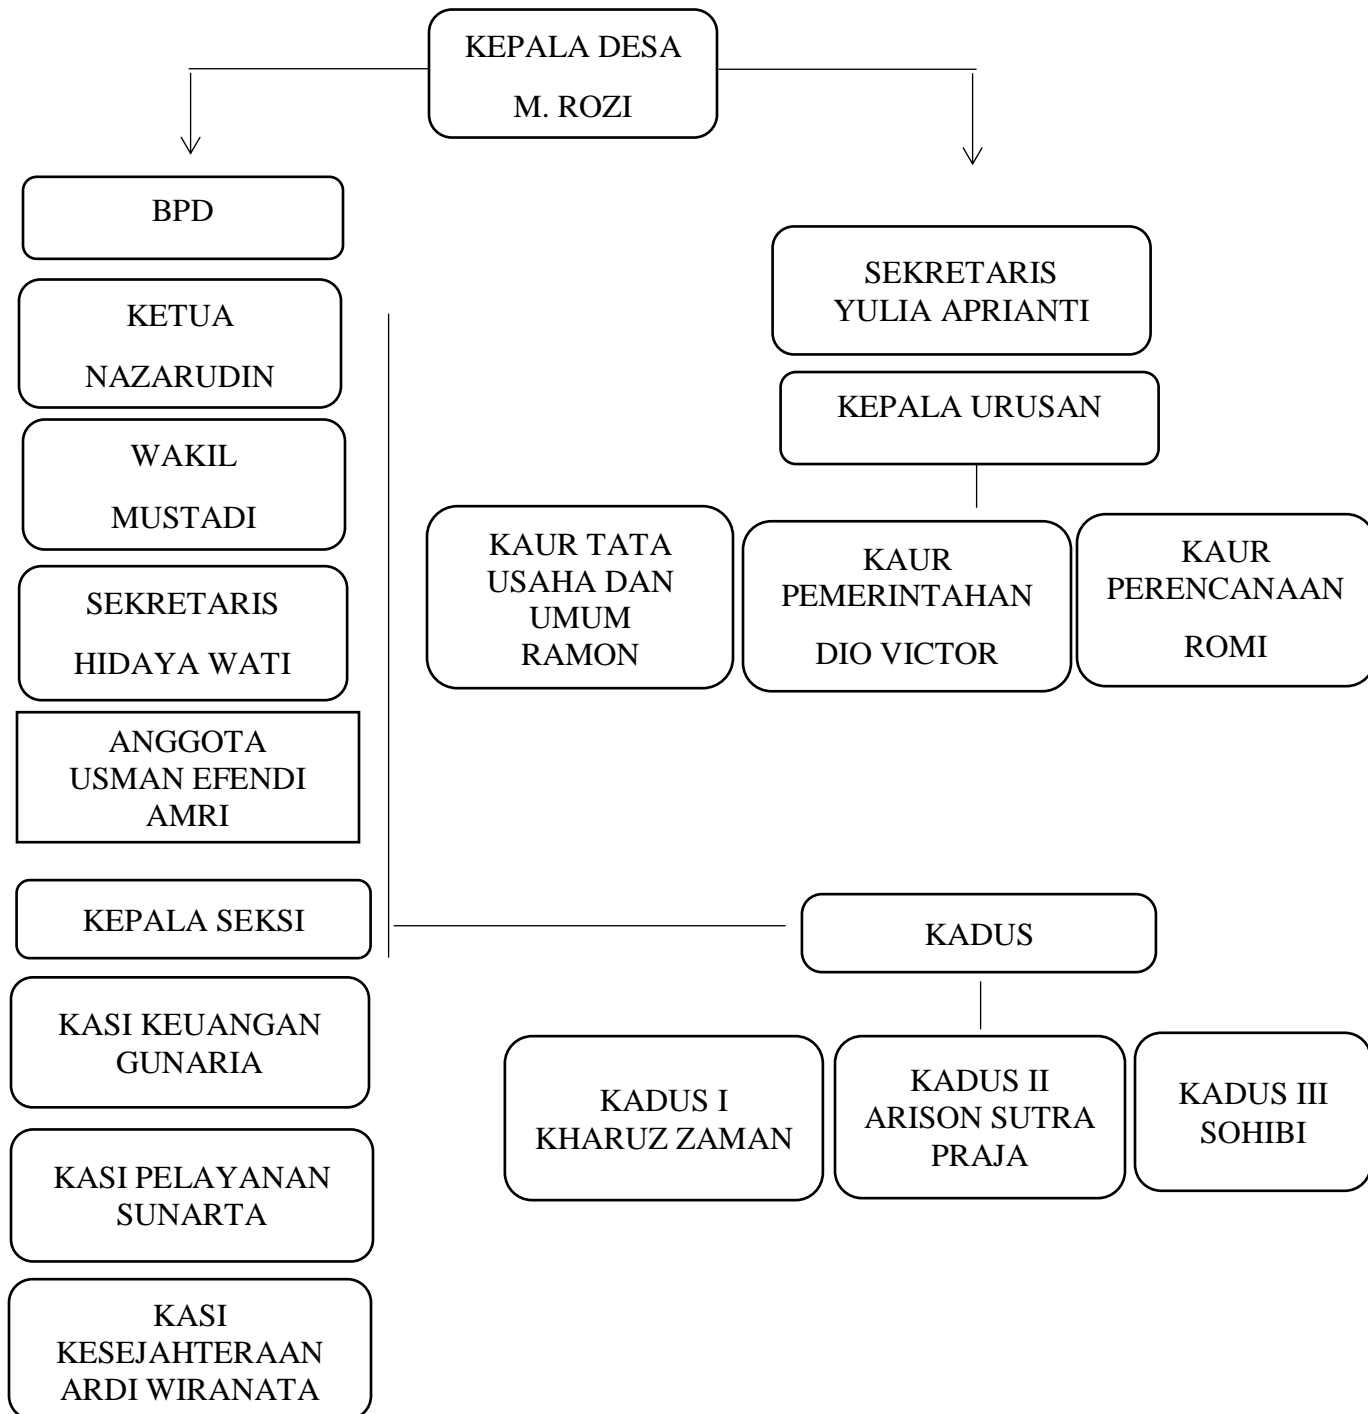 KEPALA DESA
M. ROZI
BPD
KETUA
NAZARUDIN
WAKIL
MUSTADI
SEKRETARIS
HIDAYA WATI
ANGGOTA
USMAN EFENDI
AMRI
SEKRETARIS
YULIA APRIANTI
KEPALA URUSAN
KAUR TATA
USAHA DAN
UMUM
RAMON
KAUR
PEMERINTAHAN
DIO VICTOR
KAUR
PERENCANAAN
ROMI
KEPALA SEKSI
KASI KEUANGAN
GUNARIA
KASI PELAYANAN
SUNARTA
KASI
KESEJAHTERAAN
ARDI WIRANATA
KADUS
KADUS I
KHARUZ ZAMAN
KADUS II
ARISON SUTRA
PRAJA
KADUS III
SOHIBI